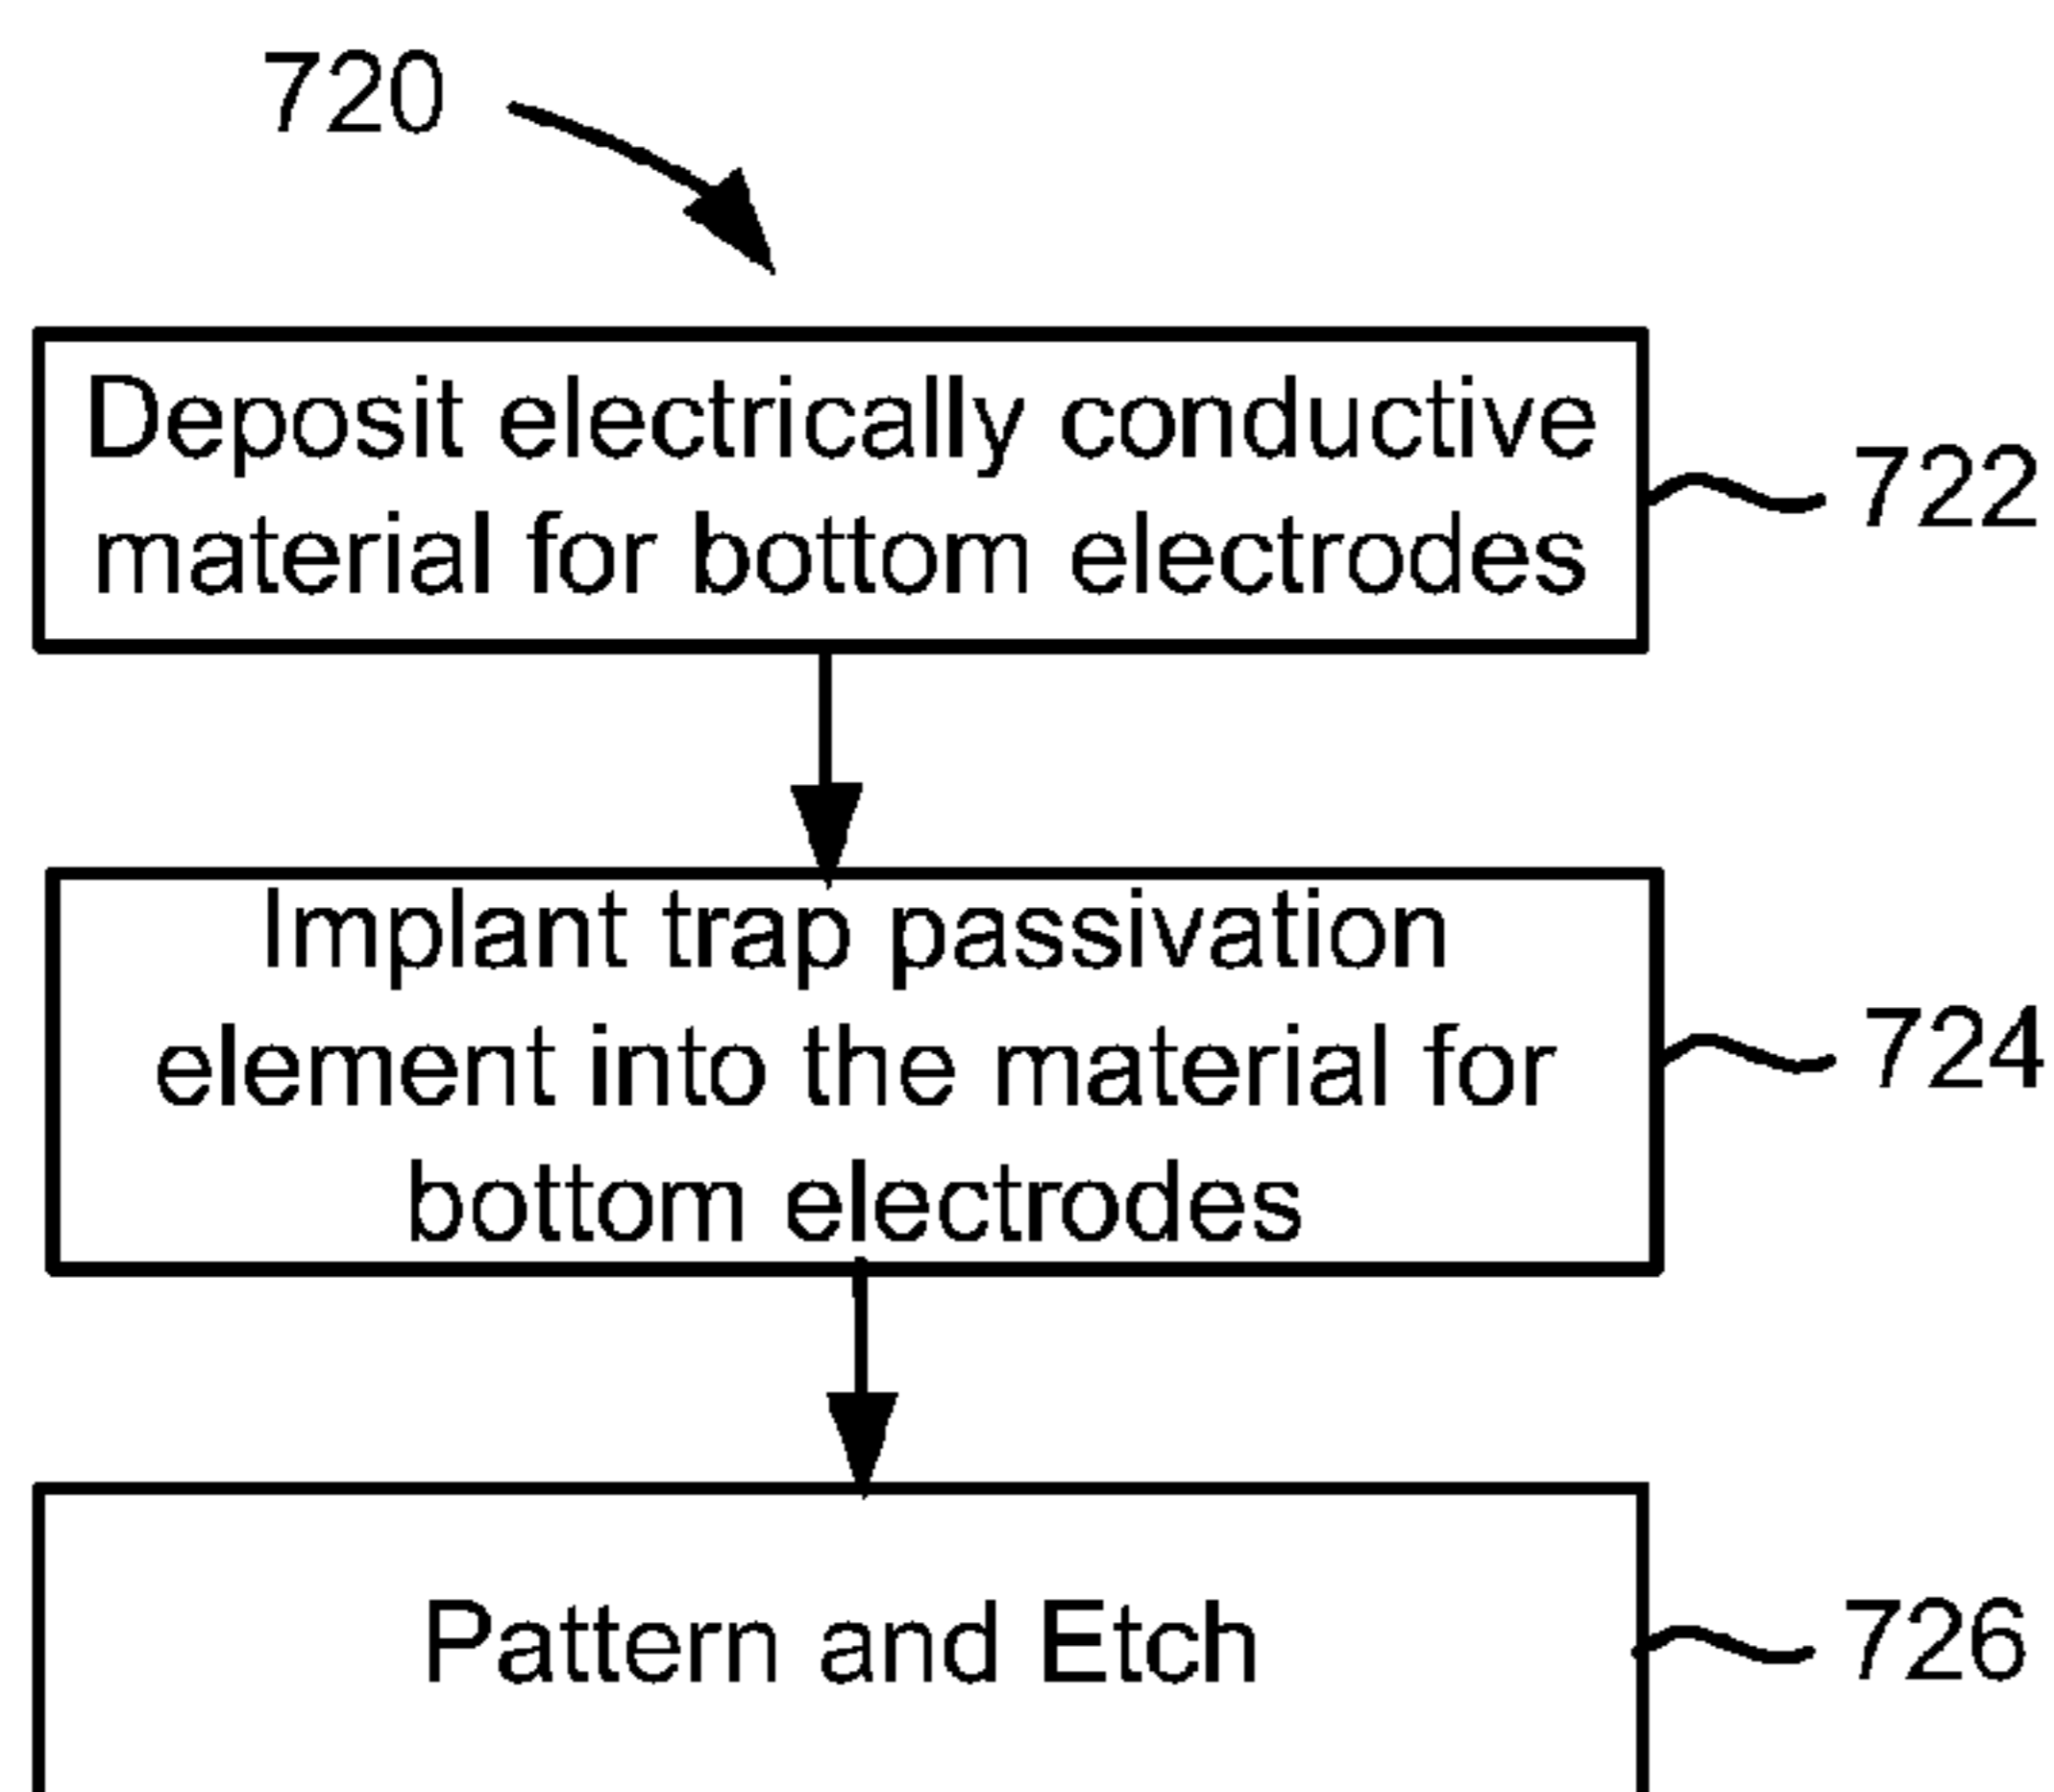 720
Deposit electrically conductive
material for bottom electrodes
722
Implant trap passivation
element into the material for
bottom electrodes
724
Pattern and Etch
726